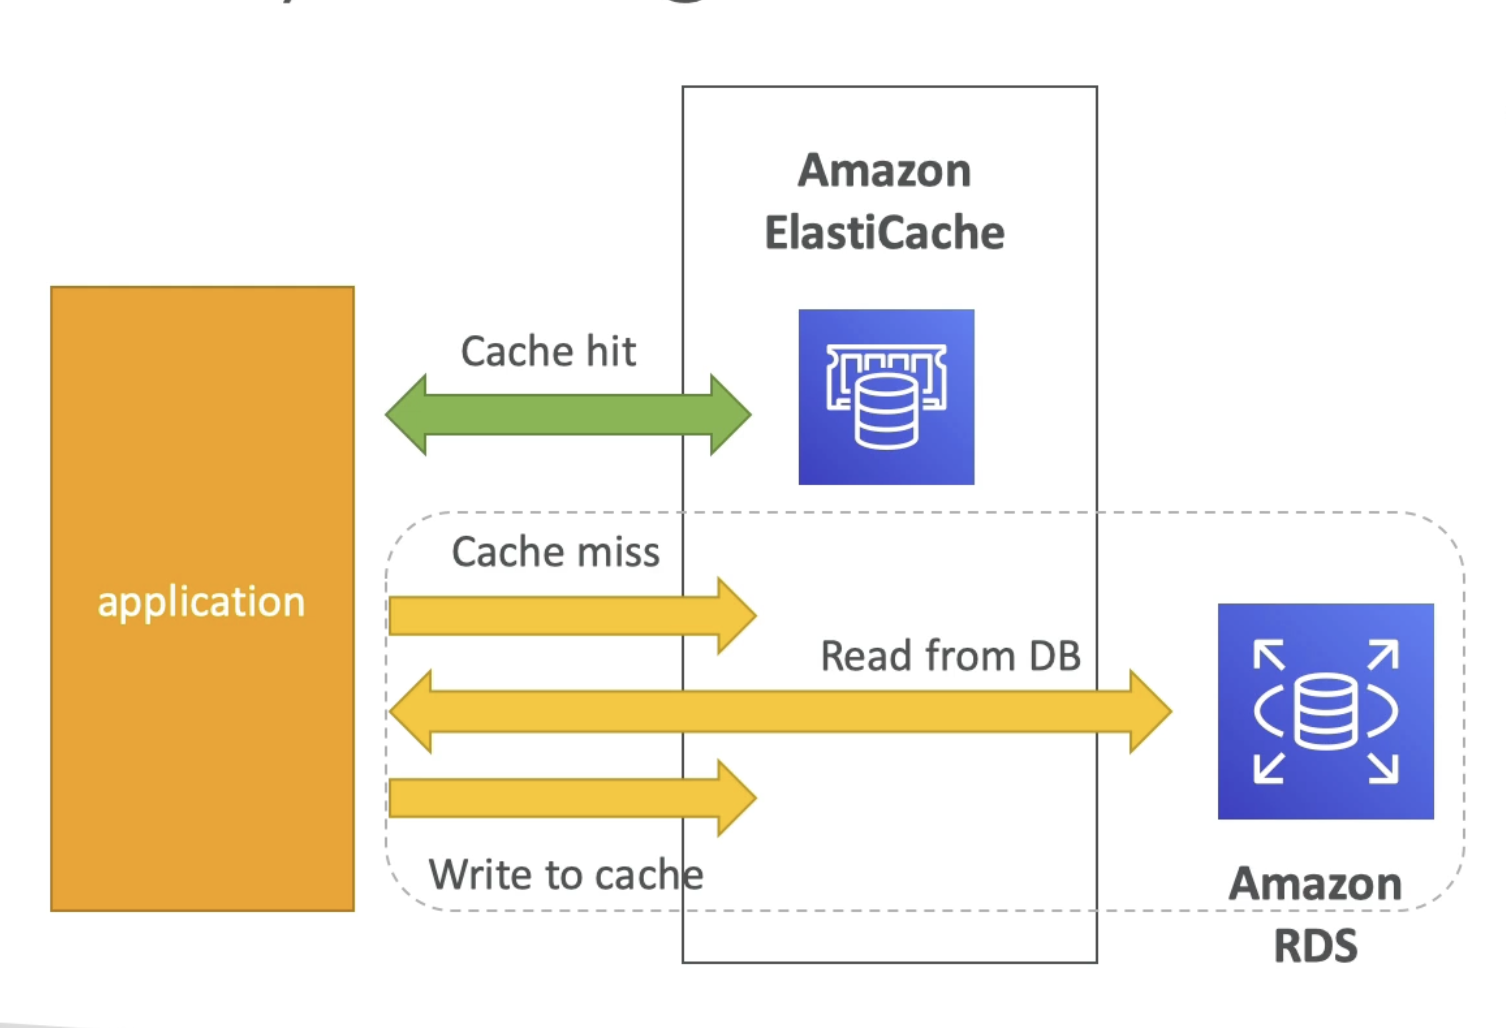 Amazon
ElastiCache
Cache hit
Cache miss
application
Read from DB
Write to cache
Amazon
RDS